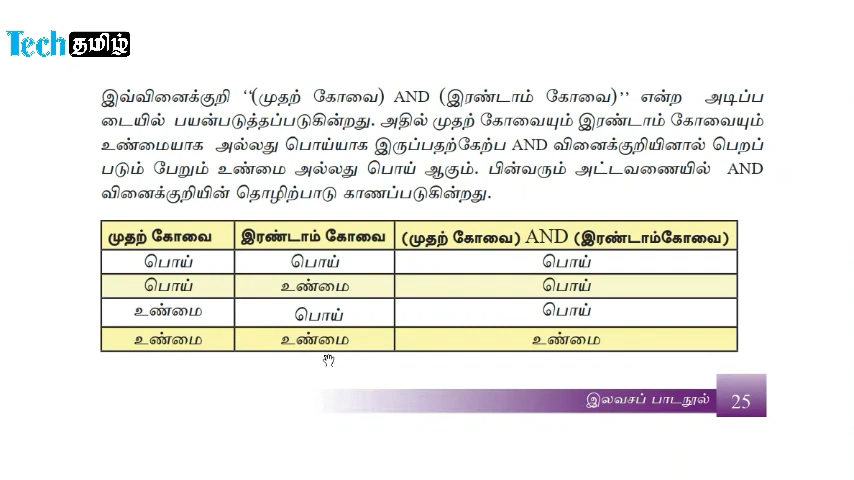 Tech தமிழ்
இவ்வினைக்குறி “(முதற் கோவை) AND (இரண்டாம் கோவை)” என்ற அடிப்ப
டையில் பயன்படுத்தப்படுகின்றது. அதில் முதற் கோவையும் இரண்டாம் கோவையும்
உண்மையாக அல்லது பொய்யாக இருப்பதற்கேற்ப AND வினைக்குறியினால் பெறப்
படும் பேறும் உண்மை அல்லது பொய் ஆகும். பின்வரும் அட்டவணையில் AND
வினைக்குறியின் தொழிற்பாடு காணப்படுகின்றது.
முதற் கோவை இரண்டாம் கோவை (முதற் கோவை) AND (இரண்டாம்கோவை)
பொய் பொய் பொய்
பொய் உண்மை பொய்
உண்மை பொய் பொய்
உண்மை உண்மை உண்மை
இலவசப் பாடநூல் 25